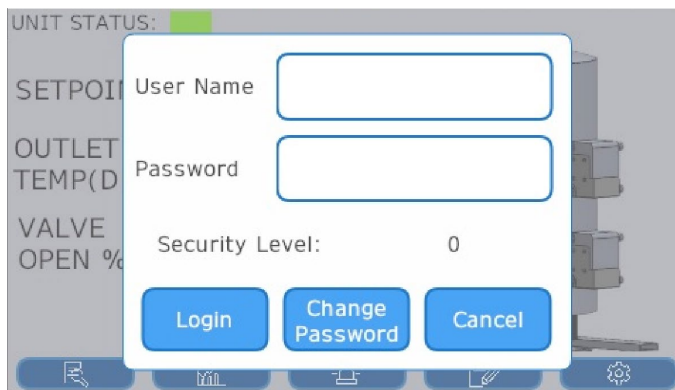 UNIT STATUS:
SETPOI
User Name
OUTLET
TEMP(D
Password
VALVE
OPEN %
Security Level: 0
Login
Change
Password
Cancel